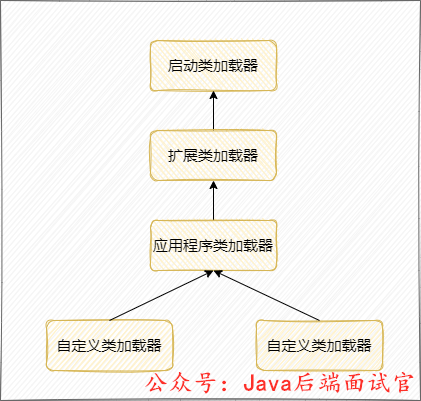 启动类加载器
扩展类加载器
应用程序类加载器
自定义类加载器
自定义类加载器
公众号：Java后端面试官